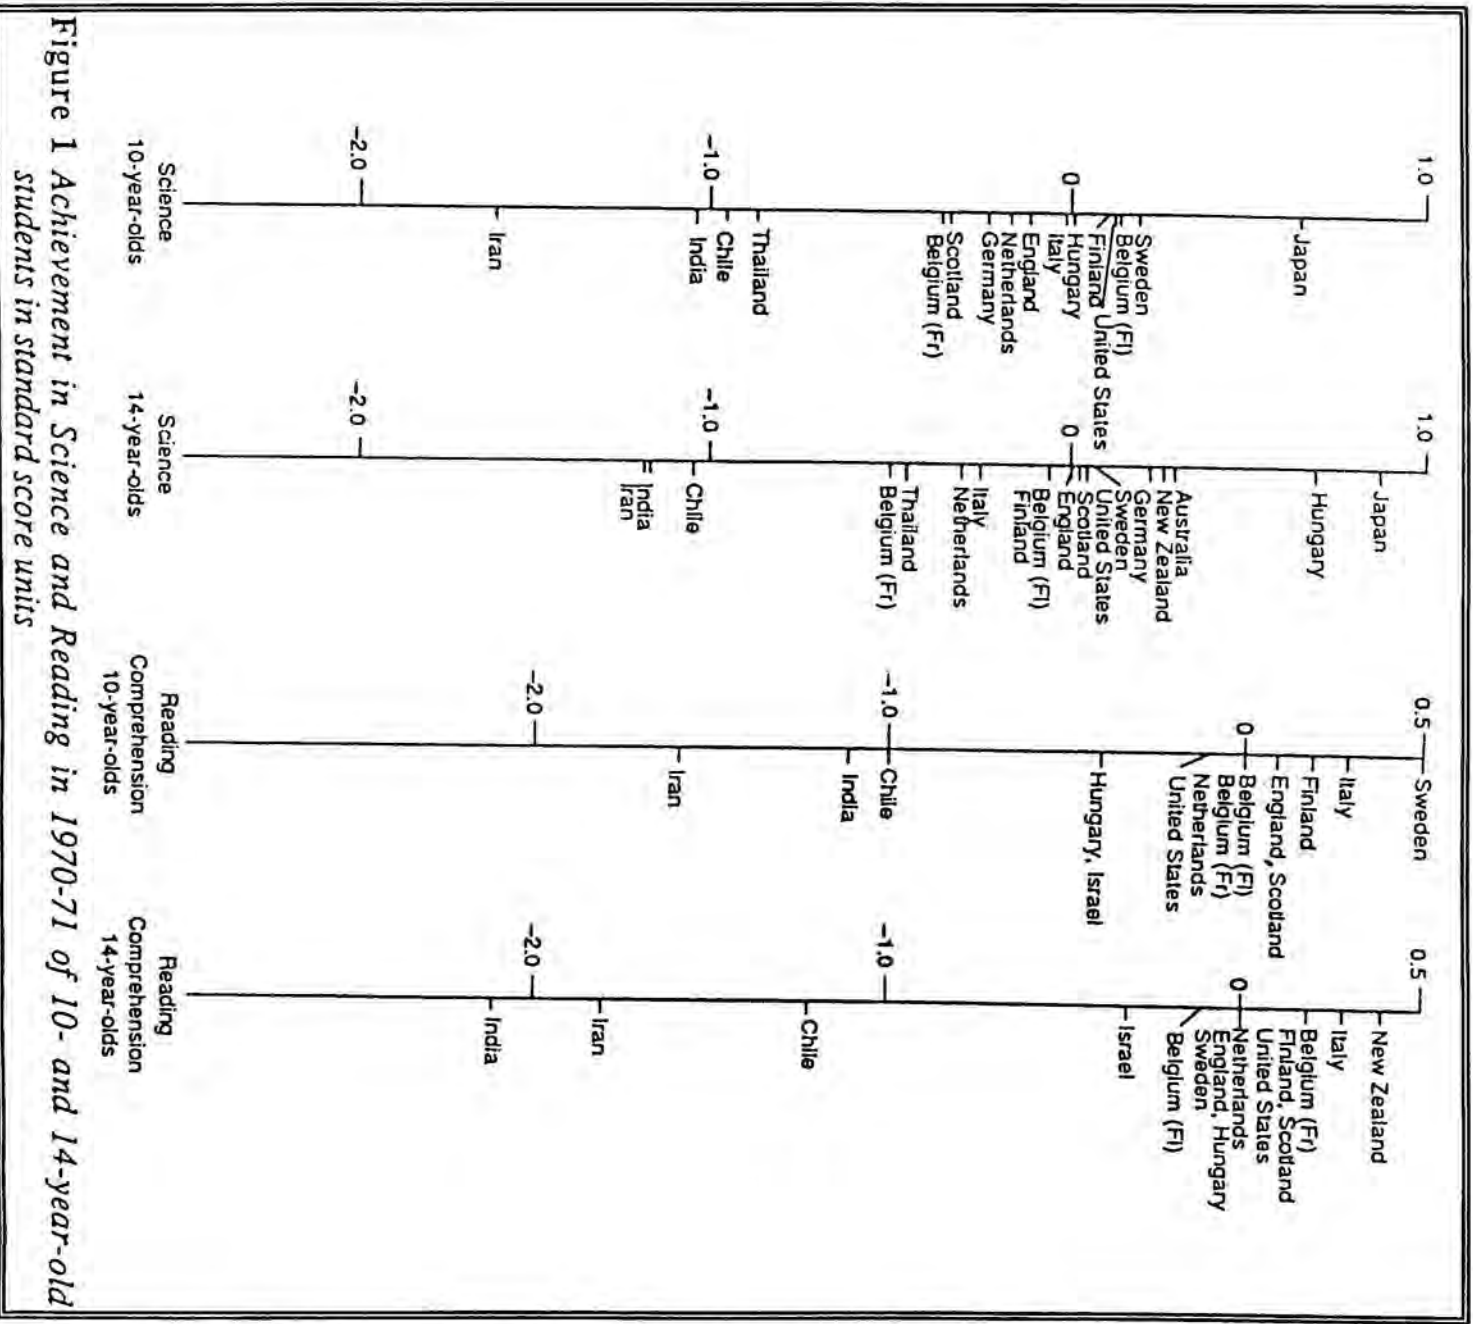 1.0
Japan
Sweden
Belgium (Fl)
United States
Finland
0
Hungary
Italy
England
Netherlands
Germany
Scotland
Belgium (Fr)
Thailand
Chile
-1.0
India
Iran
-2.0
Science
10-year-olds
1.0
Japan
Hungary
Australia
New Zealand
Germany
Sweden
United States
Scotland
0
England
Belgium (Fl)
Finland
Italy
Netherlands
Thailand
Belgium (Fr)
-1.0
Chile
India
Iran
-2.0
Science
14-year-olds
0.5
Sweden
Italy
Finland
England, Scotland
0
Belgium (Fl)
Belgium (Fr)
Netherlands
United States
Hungary, Israel
-1.0
Chile
India
Iran
-2.0
Reading
Comprehension
10-year-olds
0.5
New Zealand
Italy
Belgium (Fr)
Finland, Scotland
United States
0
Netherlands
England, Hungary
Sweden
Belgium (Fl)
Israel
-1.0
Chile
Iran
-2.0
India
Reading
Comprehension
14-year-olds
Figure 1 Achievement in Science and Reading in 1970-71 of 10- and 14-year-old
students in standard score units